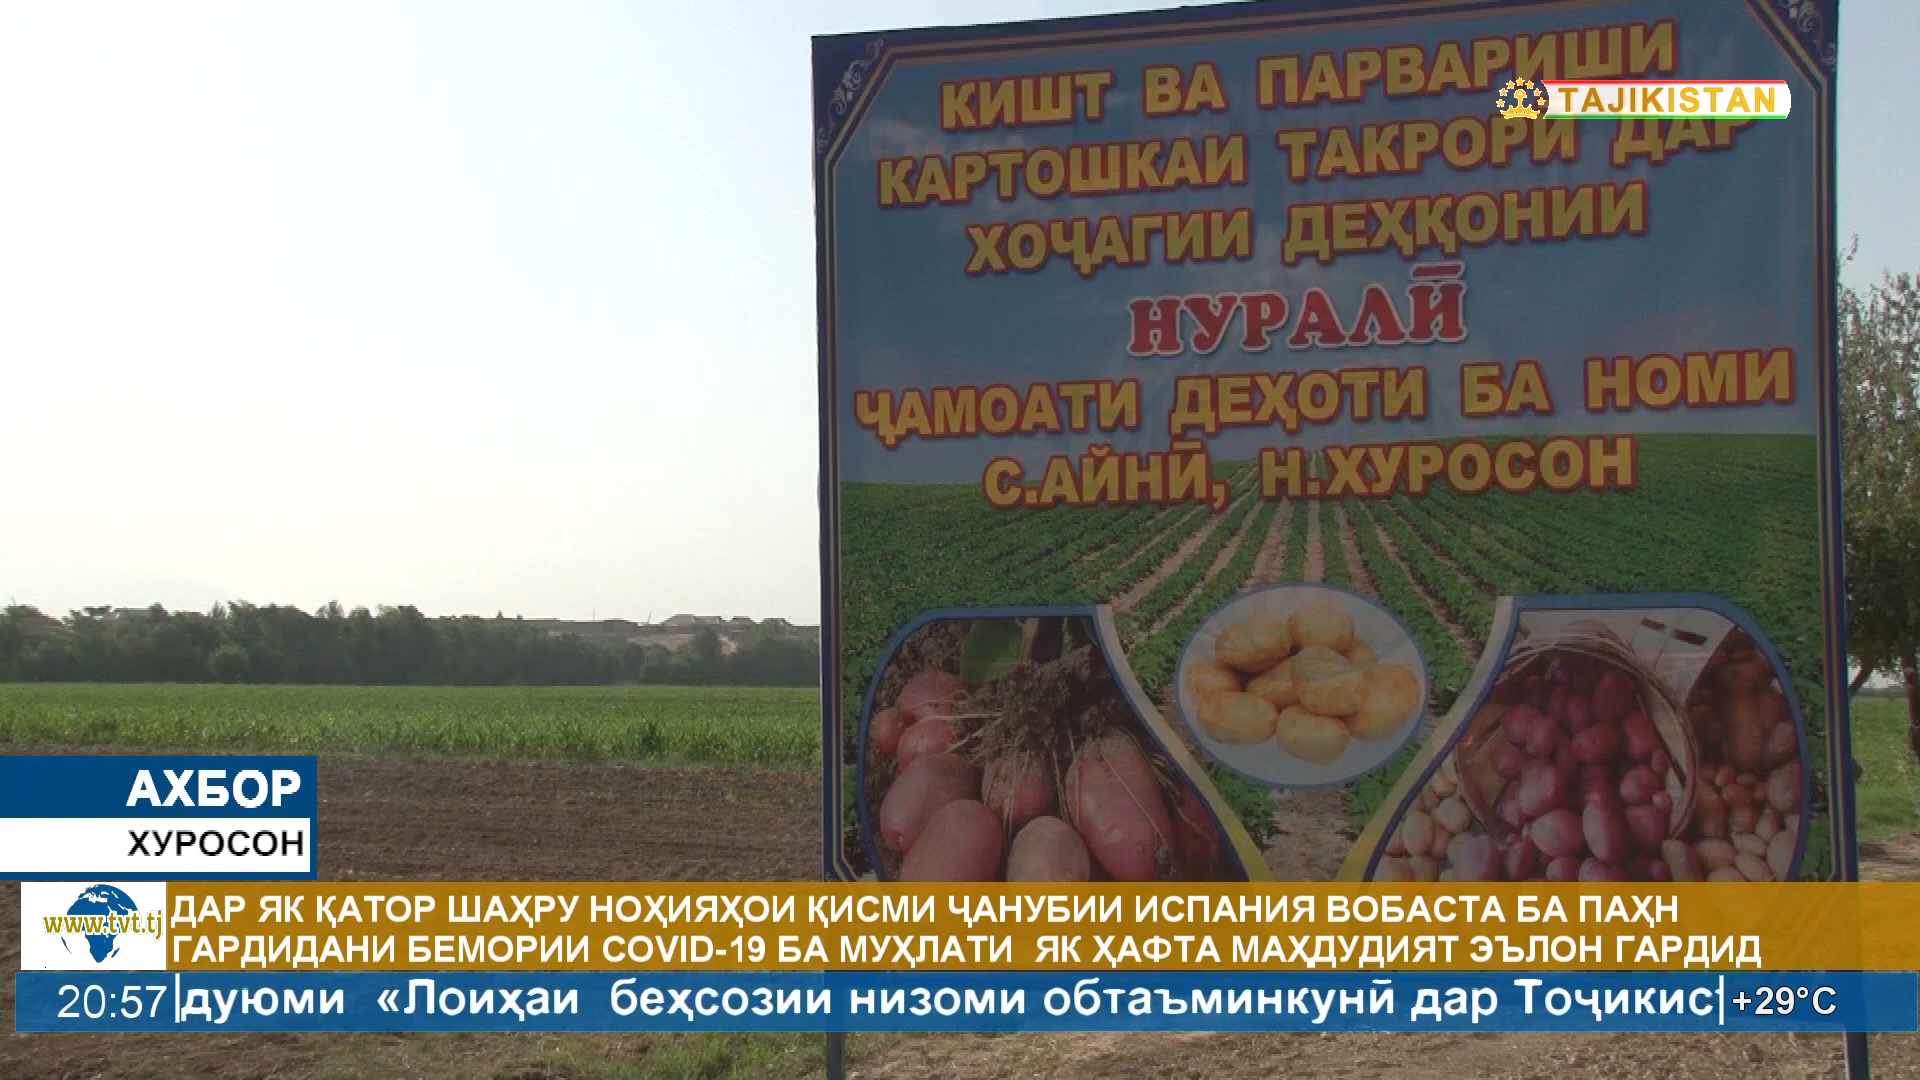 КИШТ ВА ПАРВАРИШИ
TAJIKISTAN
КАРТОШКАИ ТАКРОРӢ ДАР
ХОҶАГИИ ДЕҲҚОНИИ
НУРАЛӢ
ҶАМОАТИ ДЕҲОТИ БА НОМИ
С.АЙНӢ, Н.ХУРОСОН
АХБОР
ХУРОСОН
www.tvt.tj
ДАР ЯК ҚАТОР ШАҲРУ НОҲИЯҲОИ ҚИСМИ ҶАНУБИИ ИСПАНИЯ ВОБАСТА БА ПАҲН
ГАРДИДАНИ БЕМОРИИ COVID-19 БА МУҲЛАТИ ЯК ҲАФТА МАҲДУДИЯТ ЭЪЛОН ГАРДИД
20:57 дуюми «Лоиҳаи беҳсозии низоми обтаъминкунӣ дар Тоҷикис +29°C